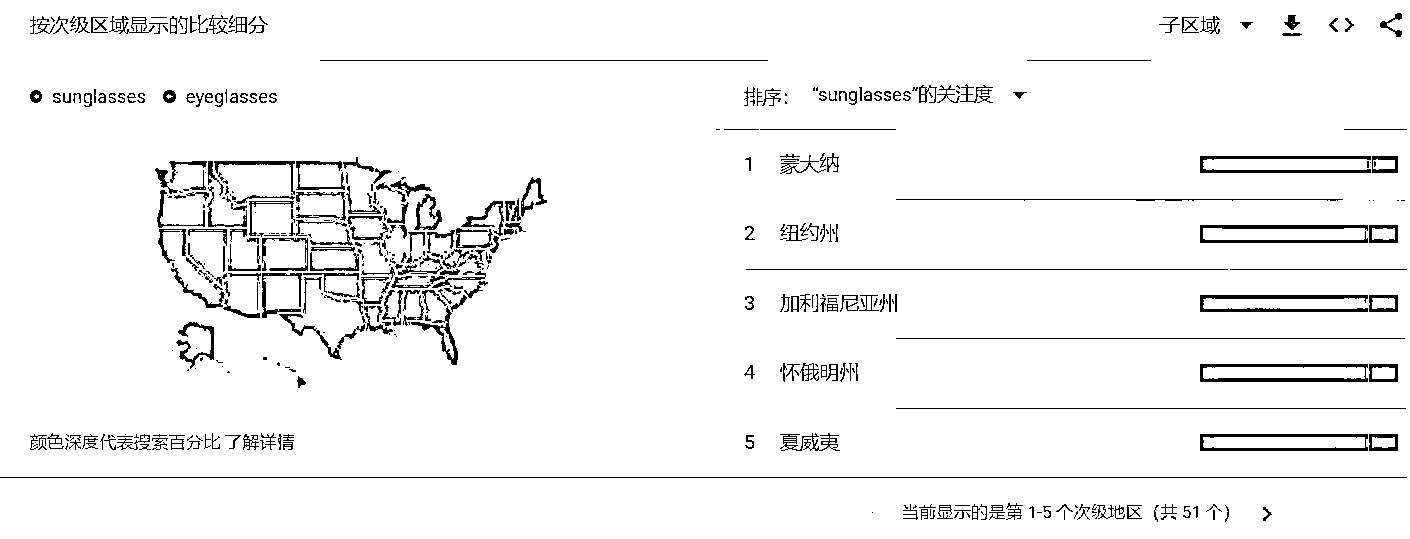 按次级区域显示的比较细分
子区域
sunglasses eyeglasses
排序： “sunglasses”的关注度
1 蒙大纳
2 纽约州
3 加利福尼亚州
4 怀俄明州
5 夏威夷
颜色深度代表搜索百分比 了解详情
当前显示的是第 1-5 个次级地区（共 51 个）